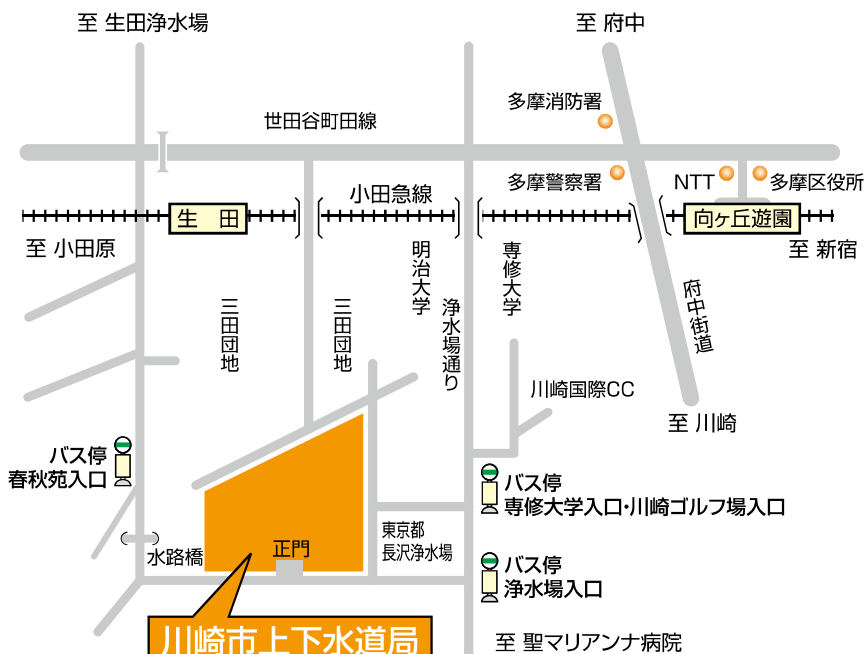 至 生田浄水場
至 府中
多摩消防署
世田谷町田線
多摩警察署
NTT
多摩区役所
小田急線
生 田
向ヶ丘遊園
至 小田原
至 新宿
明治大学
専修大学
府中街道
三田団地
三田団地
浄水場通り
川崎国際CC
至 川崎
バス停
春秋苑入口
バス停
専修大学入口・川崎ゴルフ場入口
東京都
長沢浄水場
水路橋
正門
バス停
浄水場入口
川崎市上下水道局
至 聖マリアンナ病院